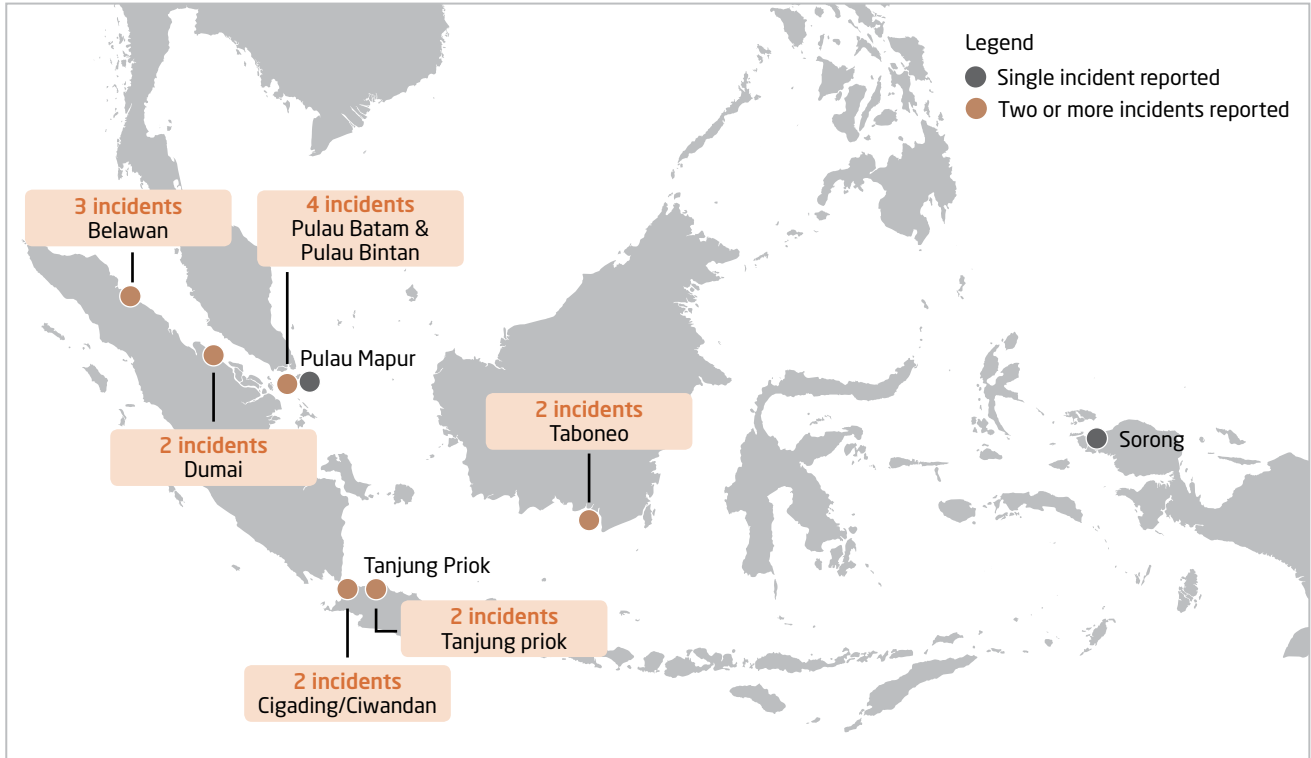 Legend
Single incident reported
Two or more incidents reported
3 incidents
Belawan
4 incidents
Pulau Batam &
Pulau Bintan
Pulau Mapur
2 incidents
Dumai
2 incidents
Taboneo
Sorong
Tanjung Priok
2 incidents
Tanjung priok
2 incidents
Cigading/Ciwandan